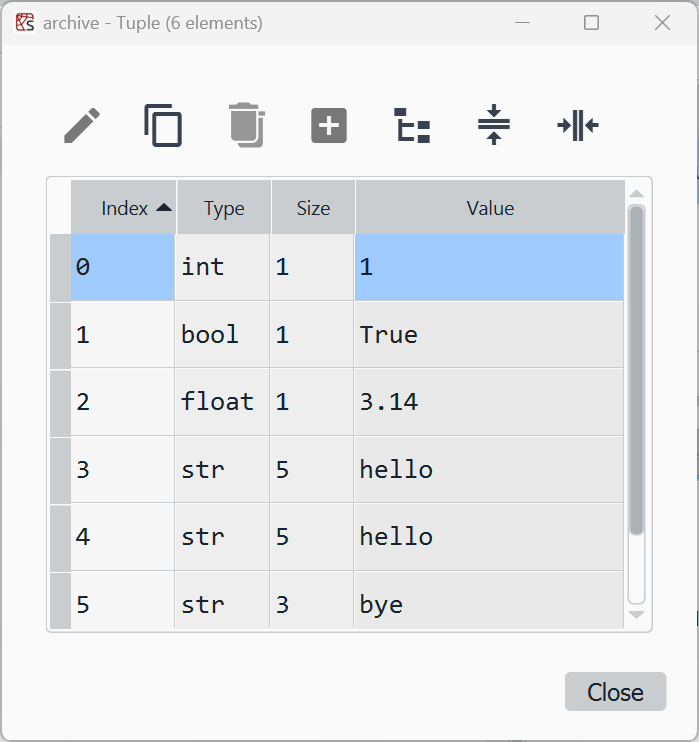 archive - Tuple (6 elements)
Index Type Size Value
0 int 1 1
1 bool 1 True
2 float 1 3.14
3 str 5 hello
4 str 5 hello
5 str 3 bye
Close